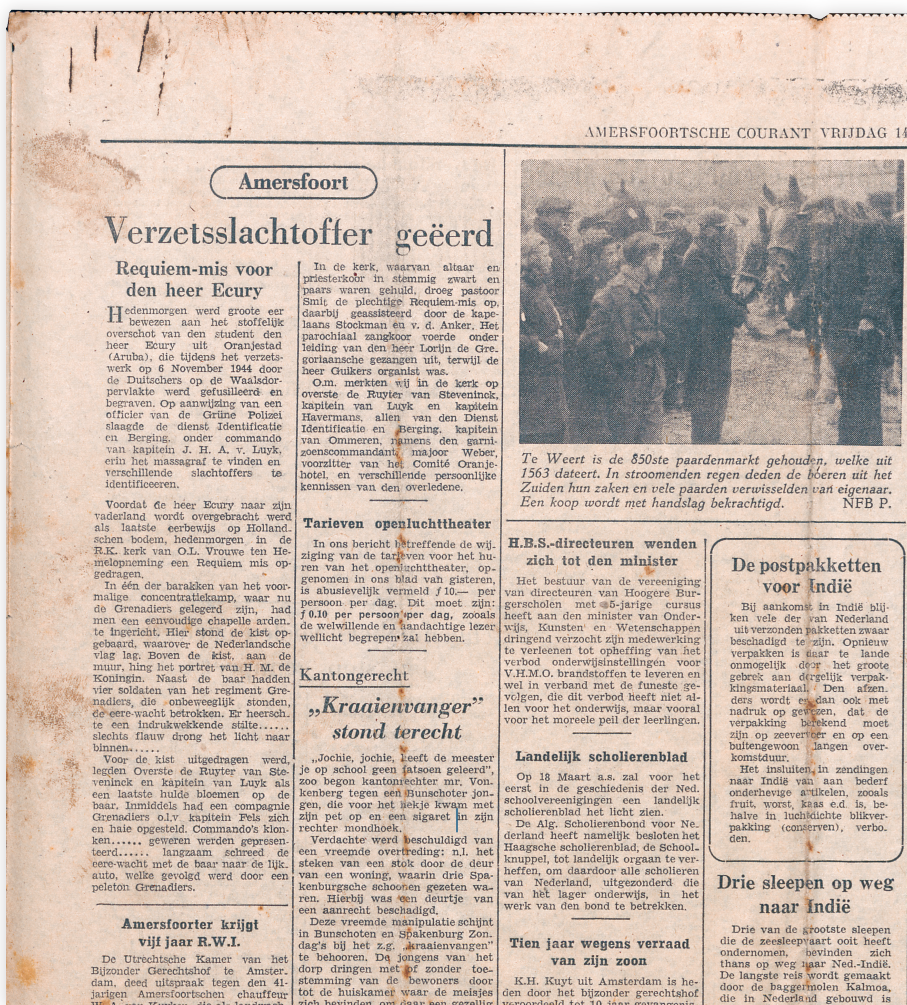 AMERSFOORTSCHE COURANT VRIJDAG 14
Amersfoort
Verzetsslachtoffer geëerd
Requiem-mis voor
den heer Ecury
Hedenmorgen werd groote eer
bewezen aan het stoffelijk
overschot van den student den
heer Ecury uit Oranjestad
(Aruba), die tijdens het verzets-
werk op 6 November 1944 door
de Duitschers op de Waalsdor-
pervlakte werd gefusilleerd en
begraven. Op aanwijzing van een
officier van de Grüne Polizei
slaagde de dienst Identificatie
en Berging, onder commando
van kapitein J. H. A. v. Luyk,
erin het massagraf te vinden en
verschillende slachtoffers te
identificeeren.
Voordat de heer Ecury naar zijn
vaderland wordt overgebracht werd
als laatste eerbewijs op Holland-
schen bodem, hedenmorgen in de
R.K. kerk van O.L. Vrouwe ten He-
melopneming een Requiem mis op-
gedragen.
In één der barakken van het voor-
malige concentratiekamp, waar nu
de Grenadiers gelegerd zijn, had
men een eenvoudige chapelle arden.
te ingericht. Hier stond de kist op-
gebaard, waarover de Nederlandsche
vlag lag. Boven de kist, aan de
muur, hing het portret van H. M. de
Koningin. Naast de baar hadden
vier soldaten van het regiment Gre-
nadiers, die onbeweeglijk stonden,
de eere-wacht betrokken. Er heersch-
te een indrukwekkende stilte......
slechts flauw drong het licht naar
binnen......
Voor de kist uitgedragen werd,
legden Overste de Ruyter van Ste-
veninck en kapitein van Luyk als
een laatste hulde bloemen op de
baar. Inmiddels had een compagnie
Grenadiers o.l.v. kapitein Fels zich
en haie opgesteld. Commando's klon-
ken...... geweren werden gepresen-
teerd...... langzaam schreed de
eere-wacht met de baar naar de lijk.
auto, welke gevolgd werd door een
peleton Grenadiers.
Amersfoorter krijgt
vijf jaar R.W.I.
De Utrechtsche Kamer van het
Bijzonder Gerechtshof te Amster.
dam, deed uitspraak tegen den 41-
jarigen Amersfoortschen chauffeur
In de kerk, waarvan altaar en
priesterkoor in stemmig zwart en
paars waren gehuld, droeg pastoor
Smit de plechtige Requiem-mis op,
daarbij geassisteerd door de kape-
laans Stockman en v. d. Anker. Het
parochiaal zangkoor voerde onder
leiding van den heer Lorijn de Gre-
goriaansche gezangen uit, terwijl de
heer Guikers organist was.
O.m. merkten wij in de kerk op
overste de Ruyter van Steveninck,
kapitein van Luyk en kapitein
Havermans, allen van den Dienst
Identificatie en Berging. kapitein
van Ommeren, namens den garni-
zoenscommandant, majoor Weber,
voorzitter van het Comité Oranje-
hotel, en verschillende persoonlijke
kennissen van den overledene.
Tarieven openluchttheater
In ons bericht betreffende de wij.
ziging van de tarieven voor het hu-
ren van het openluchttheater, op-
genomen in ons blad van gisteren,
is abusievelijk vermeld ƒ 10.— per
persoon per dag. Dit moet zijn:
ƒ 0.10 per persoon per dag, zooals
de welwillende en aandachtige lezer
wellicht begrepen zal hebben.
Kantongerecht
„Kraaienvanger”
stond terecht
„Jochie, jochie, heeft de meester
je op school geen fatsoen geleerd”,
zoo begon kantonrechter mr. Von-
kenberg tegen een Bunschoter jon-
gen, die voor het hekje kwam met
zijn pet op en een sigaret in zijn
rechter mondhoek.
Verdachte werd beschuldigd van
een vreemde overtreding: n.l. het
steken van een stok door de deur
van een woning, waarin drie Spa-
kenburgsche schoonen gezeten wa-
ren. Hierbij was een deurtje van
een aanrecht beschadigd.
Deze vreemde manipulatie schijnt
in Bunschoten en Spakenburg Zon-
dag's bij het z.g. „kraaienvangen”
te behooren. De jongens van het
dorp dringen met of zonder toe-
stemming van de bewoners door
tot de huiskamer waar de meisjes
zich bevinden om daar een gezellig
Te Weert is de 850ste paardenmarkt gehouden, welke uit
1563 dateert. In stroomenden regen deden de boeren uit het
Zuiden hun zaken en vele paarden verwisselden van eigenaar.
Een koop wordt met handslag bekrachtigd. NFB P.
H.B.S.-directeuren wenden
zich tot den minister
Het bestuur van de vereeniging
van directeuren van Hoogere Bur-
gerscholen met 5-jarige cursus
heeft aan den minister van Onder-
wijs, Kunsten en Wetenschappen
dringend verzocht zijn medewerking
te verleenen tot opheffing van het
verbod onderwijsinstellingen voor
V.H.M.O. brandstoffen te leveren en
wel in verband met de funeste ge-
volgen, die dit verbod heeft niet al-
len voor het onderwijs, maar vooral
voor het moreele peil der leerlingen.
Landelijk scholierenblad
Op 18 Maart a.s. zal voor het
eerst in de geschiedenis der Ned.
schoolvereenigingen een landelijk
scholierenblad het licht zien.
De Alg. Scholierenbond voor Ne.
derland heeft namelijk besloten het
Haagsche scholierenblad, de School-
knuppel, tot landelijk orgaan te ver-
heffen, om daardoor alle scholieren
van Nederland, uitgezonderd die
van het lager onderwijs, in het
werk van den bond te betrekken.
Tien jaar wegens verraad
van zijn zoon
K.H. Kuyt uit Amsterdam is he-
den door het bijzonder gerechtshof
veroordeeld tot 10 jaar gevangenis-
De postpakketten
voor Indië
Bij aankomst in Indië blij-
ken vele der van Nederland
uit verzonden pakketten zwaar
beschadigd te zijn. Opnieuw
verpakken is daar te lande
onmogelijk door het groote
gebrek aan dergelijk verpak-
kingsmateriaal. Den afzen.
ders wordt er dan ook met
nadruk op gewezen, dat de
verpakking berekend moet
zijn op zeevervoer en op een
buitengewoon langen over-
komstduur.
Het insluiten in zendingen
naar Indië van aan bederf
onderhevige artikelen, zooals
fruit, worst, kaas e.d. is, be-
halve in luchtdichte blikver-
pakking (conserven), verbo.
den.
Drie sleepen op weg
naar Indië
Drie van de grootste sleepen
die de zeesleepvaart ooit heeft
ondernomen, bevinden zich
thans op weg naar Ned.-Indië.
De langste reis wordt gemaakt
door de baggermolen Kalmoa,
die in Nederland gebouwd is